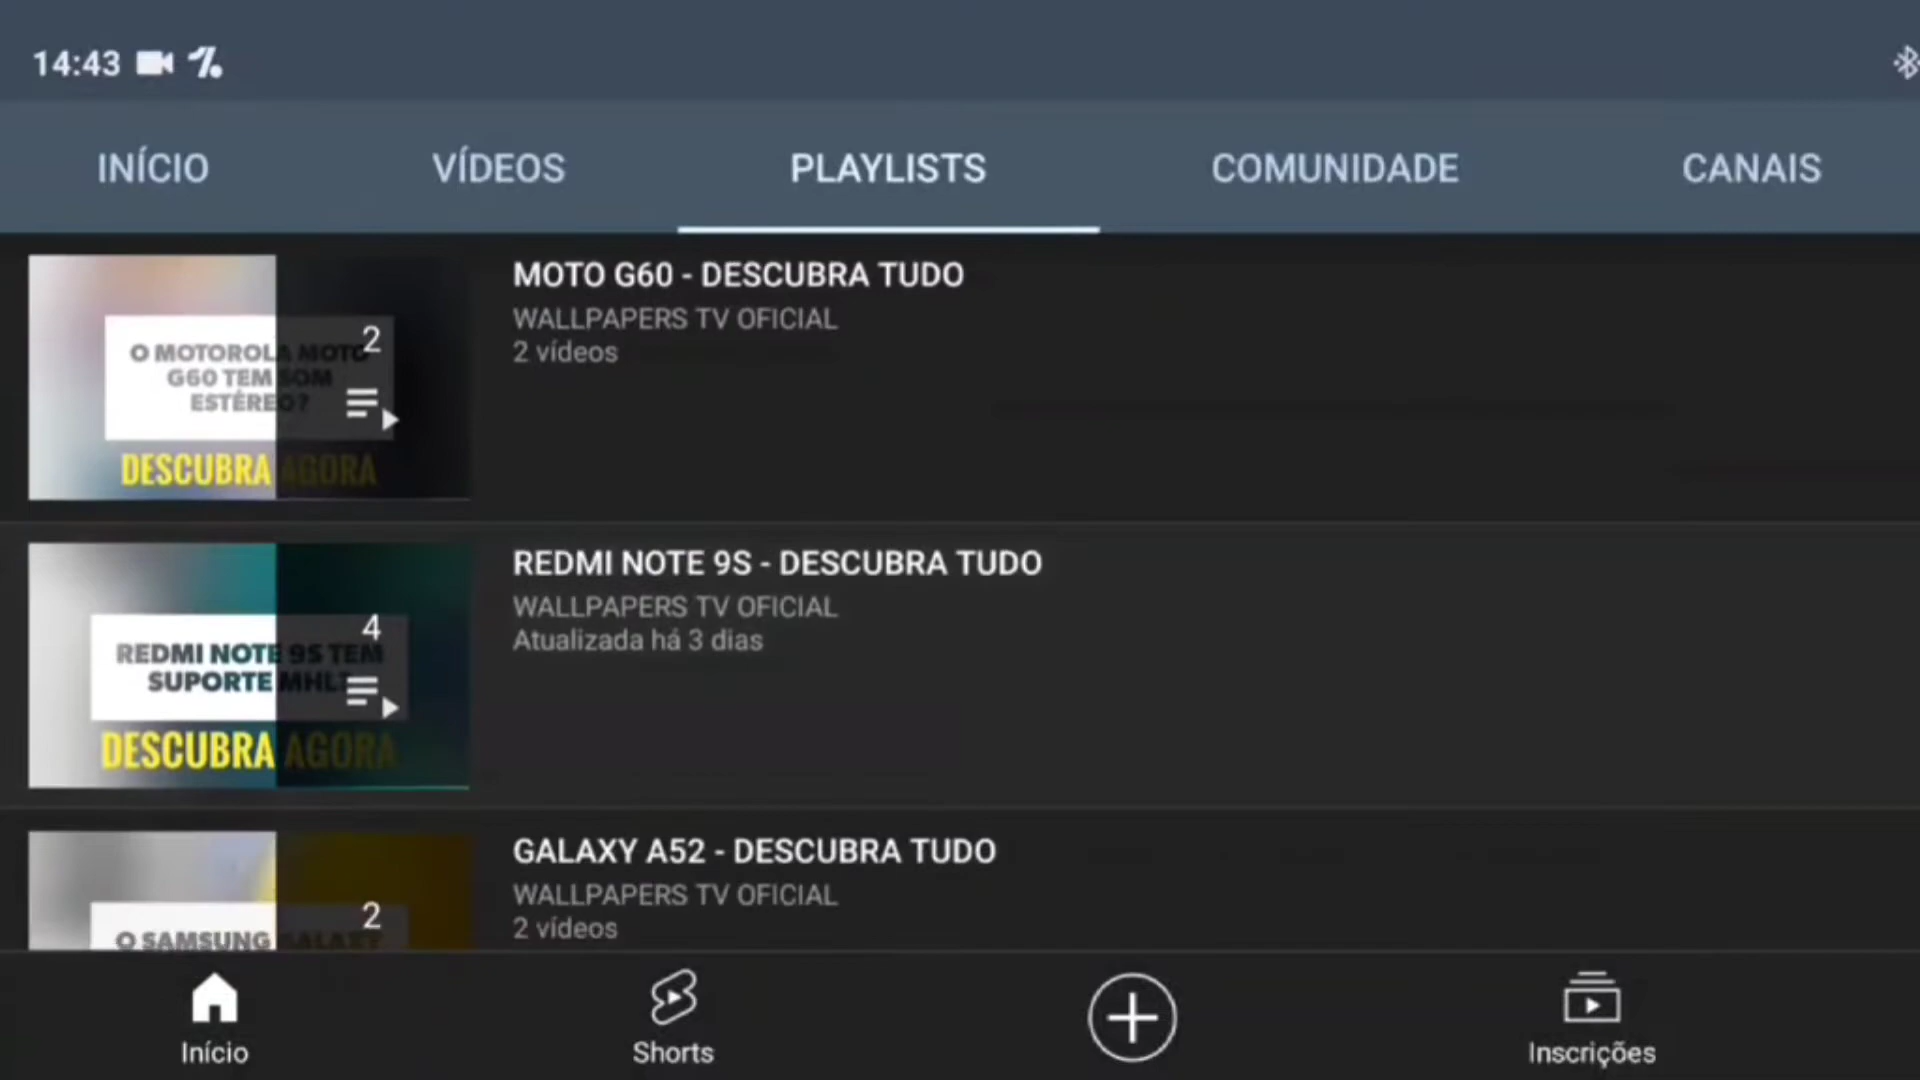 14:43
INÍCIO VÍDEOS PLAYLISTS COMUNIDADE CANAIS
MOTO G60 - DESCUBRA TUDO
WALLPAPERS TV OFICIAL
2 vídeos
2
O MOTOROLA MOTO
G60 TEM SOM
ESTÉREO?
DESCUBRA AGORA
REDMI NOTE 9S - DESCUBRA TUDO
WALLPAPERS TV OFICIAL
Atualizada há 3 dias
4
REDMI NOTE 9S TEM
SUPORTE MHL?
DESCUBRA AGORA
GALAXY A52 - DESCUBRA TUDO
WALLPAPERS TV OFICIAL
2 vídeos
2
O SAMSUNG GALAXY
Início Shorts Inscrições